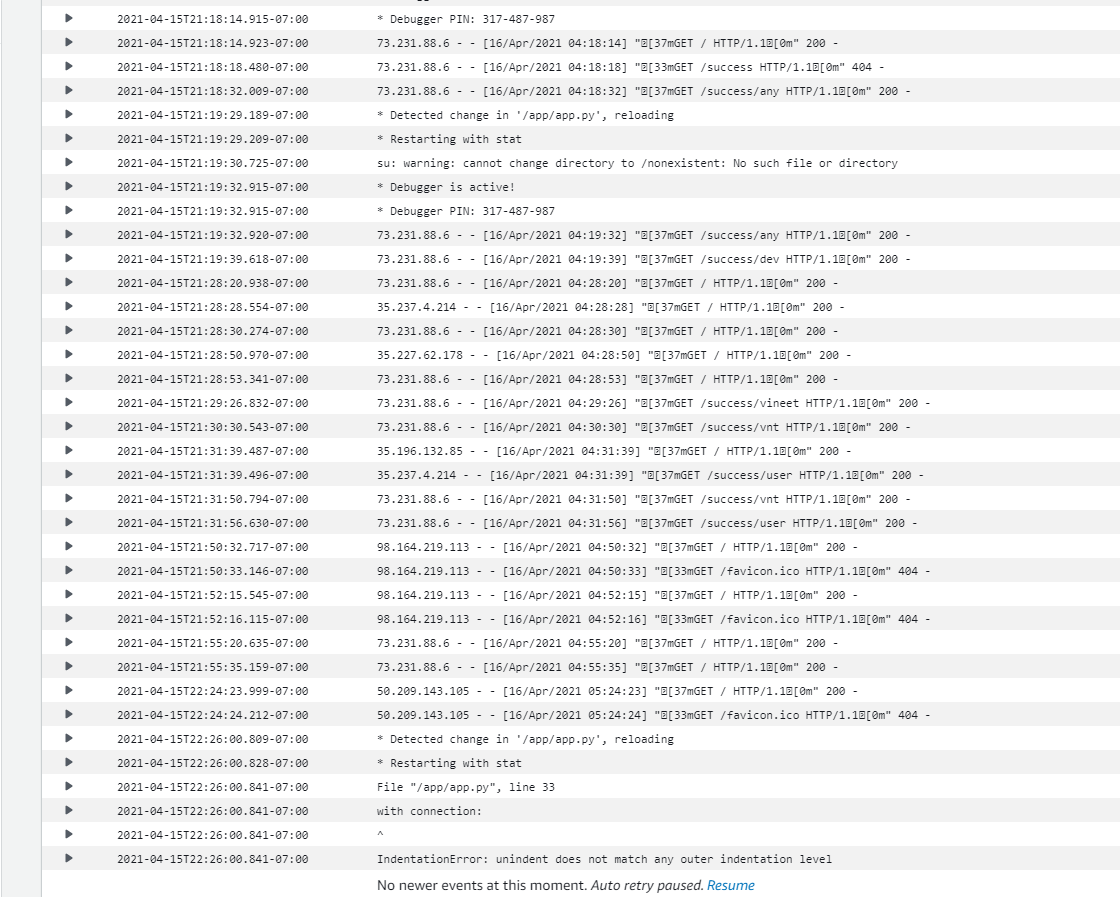 2021-04-15T21:18:14.915-07:00 * Debugger PIN: 317-487-987
2021-04-15T21:18:14.923-07:00 73.231.88.6 - - [16/Apr/2021 04:18:14] "[37mGET / HTTP/1.1[0m" 200 -
2021-04-15T21:18:18.480-07:00 73.231.88.6 - - [16/Apr/2021 04:18:18] "[33mGET /success HTTP/1.1[0m" 404 -
2021-04-15T21:18:32.009-07:00 73.231.88.6 - - [16/Apr/2021 04:18:32] "[37mGET /success/any HTTP/1.1[0m" 200 -
2021-04-15T21:19:29.189-07:00 * Detected change in '/app/app.py', reloading
2021-04-15T21:19:29.209-07:00 * Restarting with stat
2021-04-15T21:19:30.725-07:00 su: warning: cannot change directory to /nonexistent: No such file or directory
2021-04-15T21:19:32.915-07:00 * Debugger is active!
2021-04-15T21:19:32.915-07:00 * Debugger PIN: 317-487-987
2021-04-15T21:19:32.920-07:00 73.231.88.6 - - [16/Apr/2021 04:19:32] "[37mGET /success/any HTTP/1.1[0m" 200 -
2021-04-15T21:19:39.618-07:00 73.231.88.6 - - [16/Apr/2021 04:19:39] "[37mGET /success/dev HTTP/1.1[0m" 200 -
2021-04-15T21:28:20.938-07:00 73.231.88.6 - - [16/Apr/2021 04:28:20] "[37mGET / HTTP/1.1[0m" 200 -
2021-04-15T21:28:28.554-07:00 35.237.4.214 - - [16/Apr/2021 04:28:28] "[37mGET / HTTP/1.1[0m" 200 -
2021-04-15T21:28:30.274-07:00 73.231.88.6 - - [16/Apr/2021 04:28:30] "[37mGET / HTTP/1.1[0m" 200 -
2021-04-15T21:28:50.970-07:00 35.227.62.178 - - [16/Apr/2021 04:28:50] "[37mGET / HTTP/1.1[0m" 200 -
2021-04-15T21:28:53.341-07:00 73.231.88.6 - - [16/Apr/2021 04:28:53] "[37mGET / HTTP/1.1[0m" 200 -
2021-04-15T21:29:26.832-07:00 73.231.88.6 - - [16/Apr/2021 04:29:26] "[37mGET /success/vineet HTTP/1.1[0m" 200 -
2021-04-15T21:30:30.543-07:00 73.231.88.6 - - [16/Apr/2021 04:30:30] "[37mGET /success/vnt HTTP/1.1[0m" 200 -
2021-04-15T21:31:39.487-07:00 35.196.132.85 - - [16/Apr/2021 04:31:39] "[37mGET / HTTP/1.1[0m" 200 -
2021-04-15T21:31:39.496-07:00 35.237.4.214 - - [16/Apr/2021 04:31:39] "[37mGET /success/user HTTP/1.1[0m" 200 -
2021-04-15T21:31:50.794-07:00 73.231.88.6 - - [16/Apr/2021 04:31:50] "[37mGET /success/vnt HTTP/1.1[0m" 200 -
2021-04-15T21:31:56.630-07:00 73.231.88.6 - - [16/Apr/2021 04:31:56] "[37mGET /success/user HTTP/1.1[0m" 200 -
2021-04-15T21:50:32.717-07:00 98.164.219.113 - - [16/Apr/2021 04:50:32] "[37mGET / HTTP/1.1[0m" 200 -
2021-04-15T21:50:33.146-07:00 98.164.219.113 - - [16/Apr/2021 04:50:33] "[33mGET /favicon.ico HTTP/1.1[0m" 404 -
2021-04-15T21:52:15.545-07:00 98.164.219.113 - - [16/Apr/2021 04:52:15] "[37mGET / HTTP/1.1[0m" 200 -
2021-04-15T21:52:16.115-07:00 98.164.219.113 - - [16/Apr/2021 04:52:16] "[33mGET /favicon.ico HTTP/1.1[0m" 404 -
2021-04-15T21:55:20.635-07:00 73.231.88.6 - - [16/Apr/2021 04:55:20] "[37mGET / HTTP/1.1[0m" 200 -
2021-04-15T21:55:35.159-07:00 73.231.88.6 - - [16/Apr/2021 04:55:35] "[37mGET / HTTP/1.1[0m" 200 -
2021-04-15T22:24:23.999-07:00 50.209.143.105 - - [16/Apr/2021 05:24:23] "[37mGET / HTTP/1.1[0m" 200 -
2021-04-15T22:24:24.212-07:00 50.209.143.105 - - [16/Apr/2021 05:24:24] "[33mGET /favicon.ico HTTP/1.1[0m" 404 -
2021-04-15T22:26:00.809-07:00 * Detected change in '/app/app.py', reloading
2021-04-15T22:26:00.828-07:00 * Restarting with stat
2021-04-15T22:26:00.841-07:00 File "/app/app.py", line 33
2021-04-15T22:26:00.841-07:00 with connection:
2021-04-15T22:26:00.841-07:00 ^
2021-04-15T22:26:00.841-07:00 IndentationError: unindent does not match any outer indentation level
No newer events at this moment. Auto retry paused. Resume